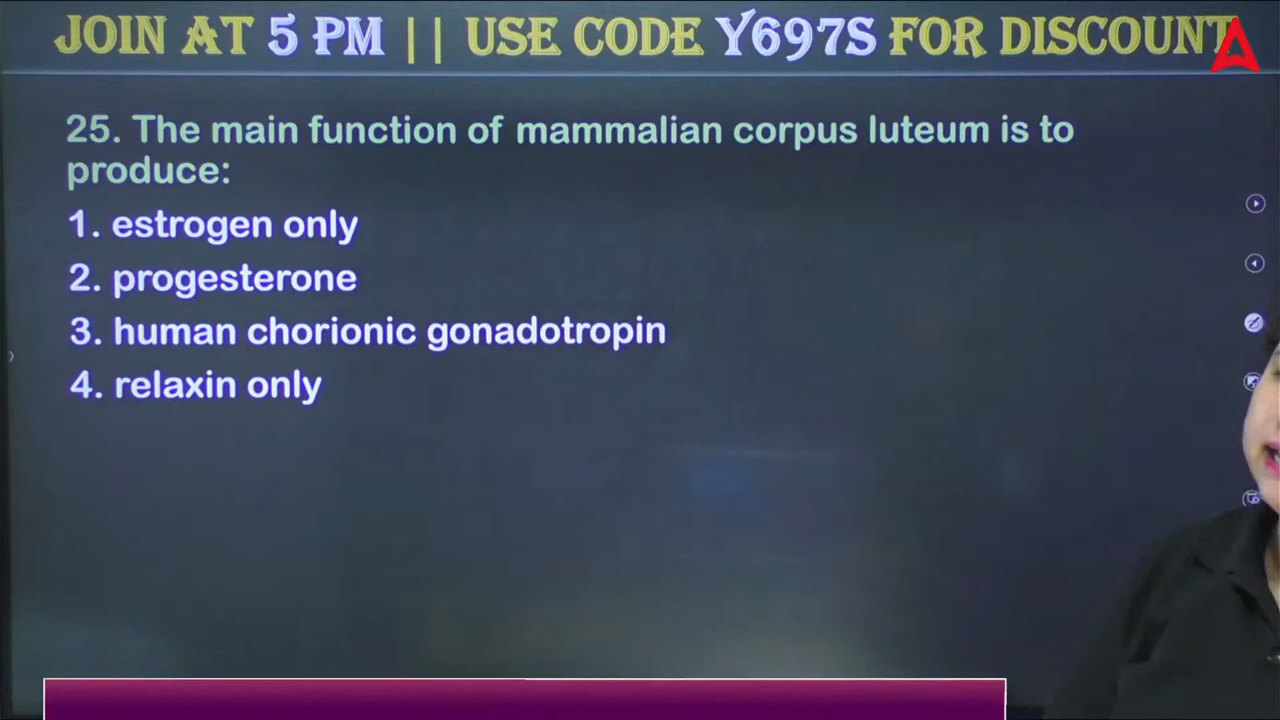 JOIN AT 5 PM || USE CODE Y697S FOR DISCOUNT
25. The main function of mammalian corpus luteum is to
produce:
1. estrogen only
2. progesterone
3. human chorionic gonadotropin
4. relaxin only